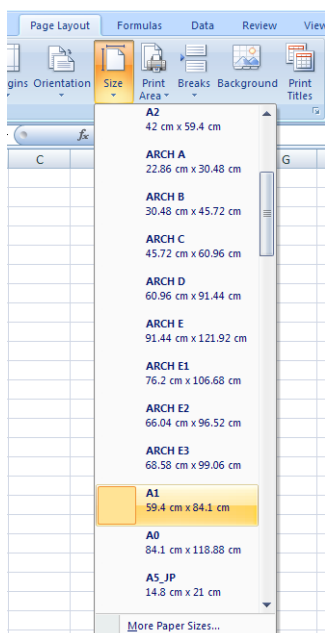 Page Layout Formulas Data Review View
gins Orientation Size Print Area Breaks Background Print Titles
fx
C G
A2
42 cm x 59.4 cm
ARCH A
22.86 cm x 30.48 cm
ARCH B
30.48 cm x 45.72 cm
ARCH C
45.72 cm x 60.96 cm
ARCH D
60.96 cm x 91.44 cm
ARCH E
91.44 cm x 121.92 cm
ARCH E1
76.2 cm x 106.68 cm
ARCH E2
66.04 cm x 96.52 cm
ARCH E3
68.58 cm x 99.06 cm
A1
59.4 cm x 84.1 cm
A0
84.1 cm x 118.88 cm
A5_JP
14.8 cm x 21 cm
More Paper Sizes...